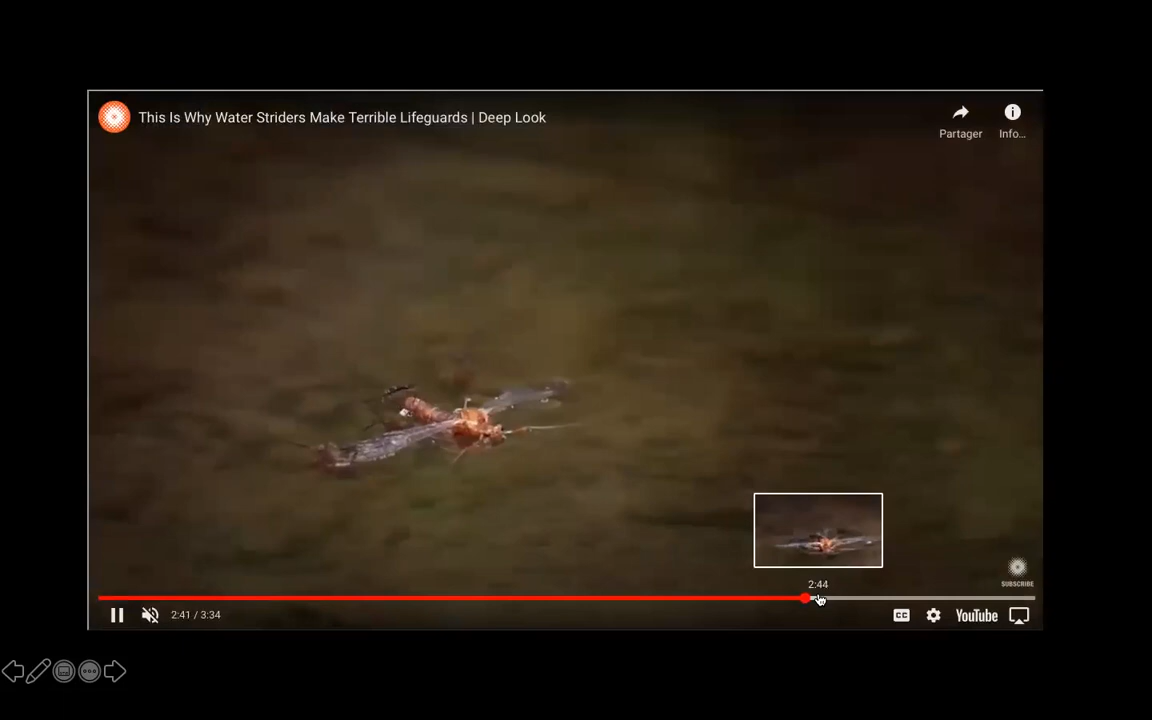 This Is Why Water Striders Make Terrible Lifeguards | Deep Look
Partager
Info...
SUBSCRIBE
2:44
2:41 / 3:34
CC
YouTube